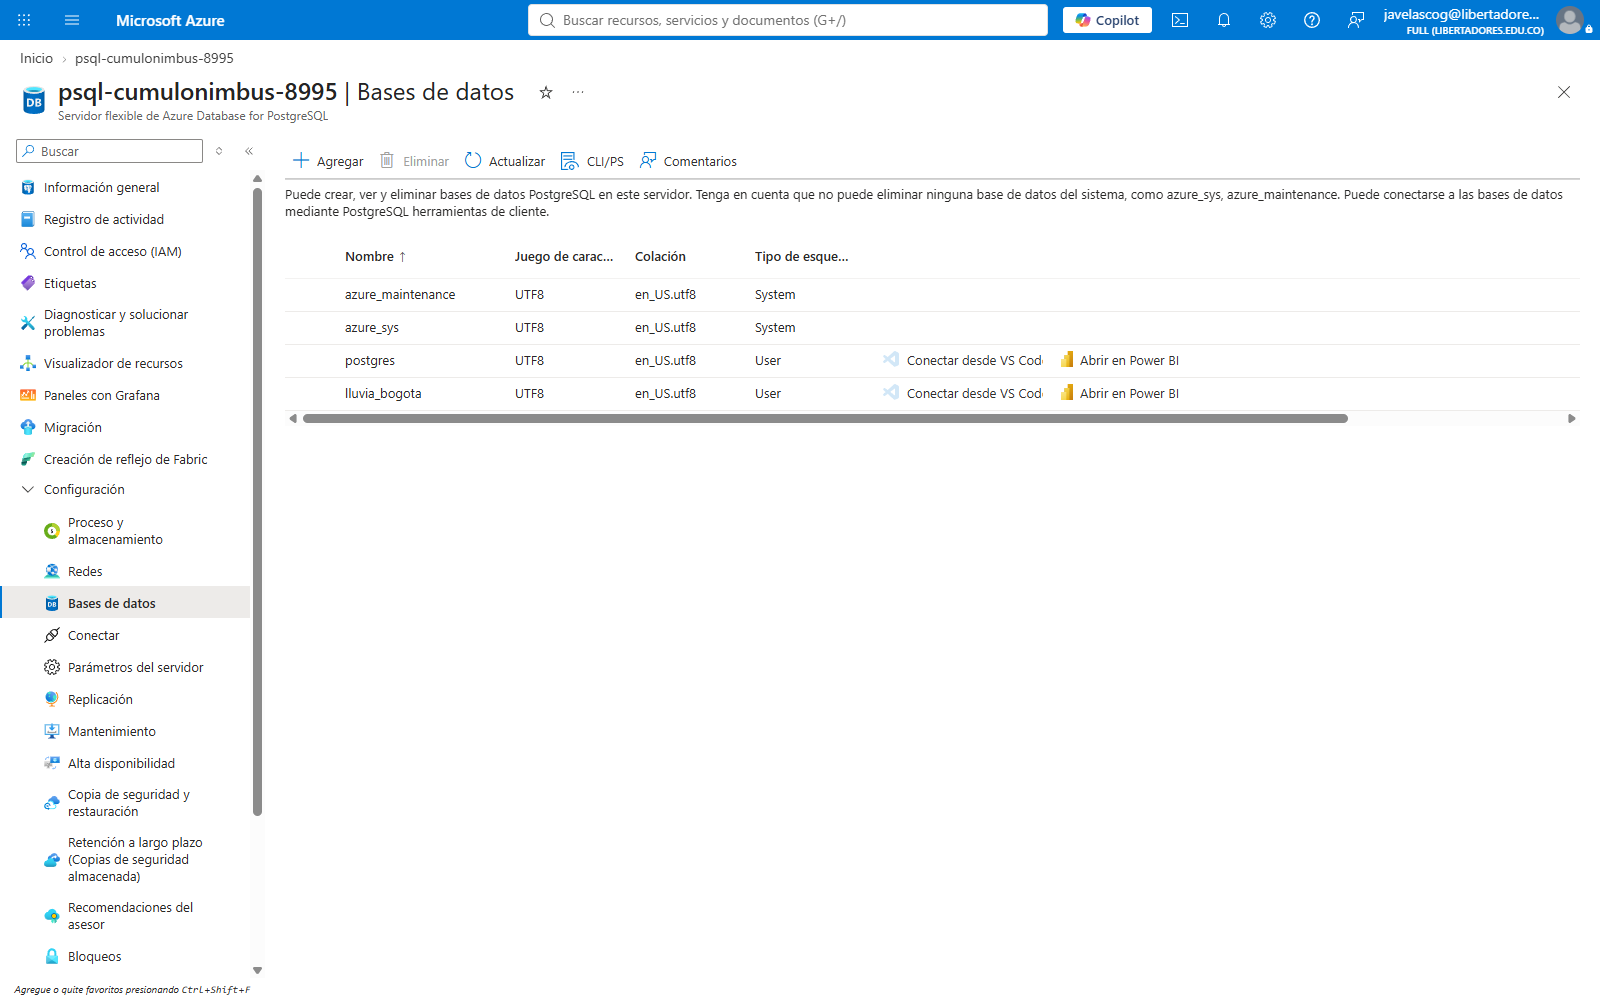 Microsoft Azure
Buscar recursos, servicios y documentos (G+/)
Copilot
javelascog@libertadore...
FULL (LIBERTADORES.EDU.CO)
Inicio › psql-cumulonimbus-8995
psql-cumulonimbus-8995 | Bases de datos
Servidor flexible de Azure Database for PostgreSQL
Buscar
Información general
Registro de actividad
Control de acceso (IAM)
Etiquetas
Diagnosticar y solucionar
problemas
Visualizador de recursos
Paneles con Grafana
Migración
Creación de reflejo de Fabric
Configuración
Proceso y
almacenamiento
Redes
Bases de datos
Conectar
Parámetros del servidor
Replicación
Mantenimiento
Alta disponibilidad
Copia de seguridad y
restauración
Retención a largo plazo
(Copias de seguridad
almacenada)
Recomendaciones del
asesor
Bloqueos
Agregue o quite favoritos presionando Ctrl+Shift+F
Agregar Eliminar Actualizar CLI/PS Comentarios
Puede crear, ver y eliminar bases de datos PostgreSQL en este servidor. Tenga en cuenta que no puede eliminar ninguna base de datos del sistema, como azure_sys, azure_maintenance. Puede conectarse a las bases de datos
mediante PostgreSQL herramientas de cliente.
Nombre ↑ Juego de carac... Colación Tipo de esque...
azure_maintenance UTF8 en_US.utf8 System
azure_sys UTF8 en_US.utf8 System
postgres UTF8 en_US.utf8 User Conectar desde VS Code Abrir en Power BI
lluvia_bogota UTF8 en_US.utf8 User Conectar desde VS Code Abrir en Power BI